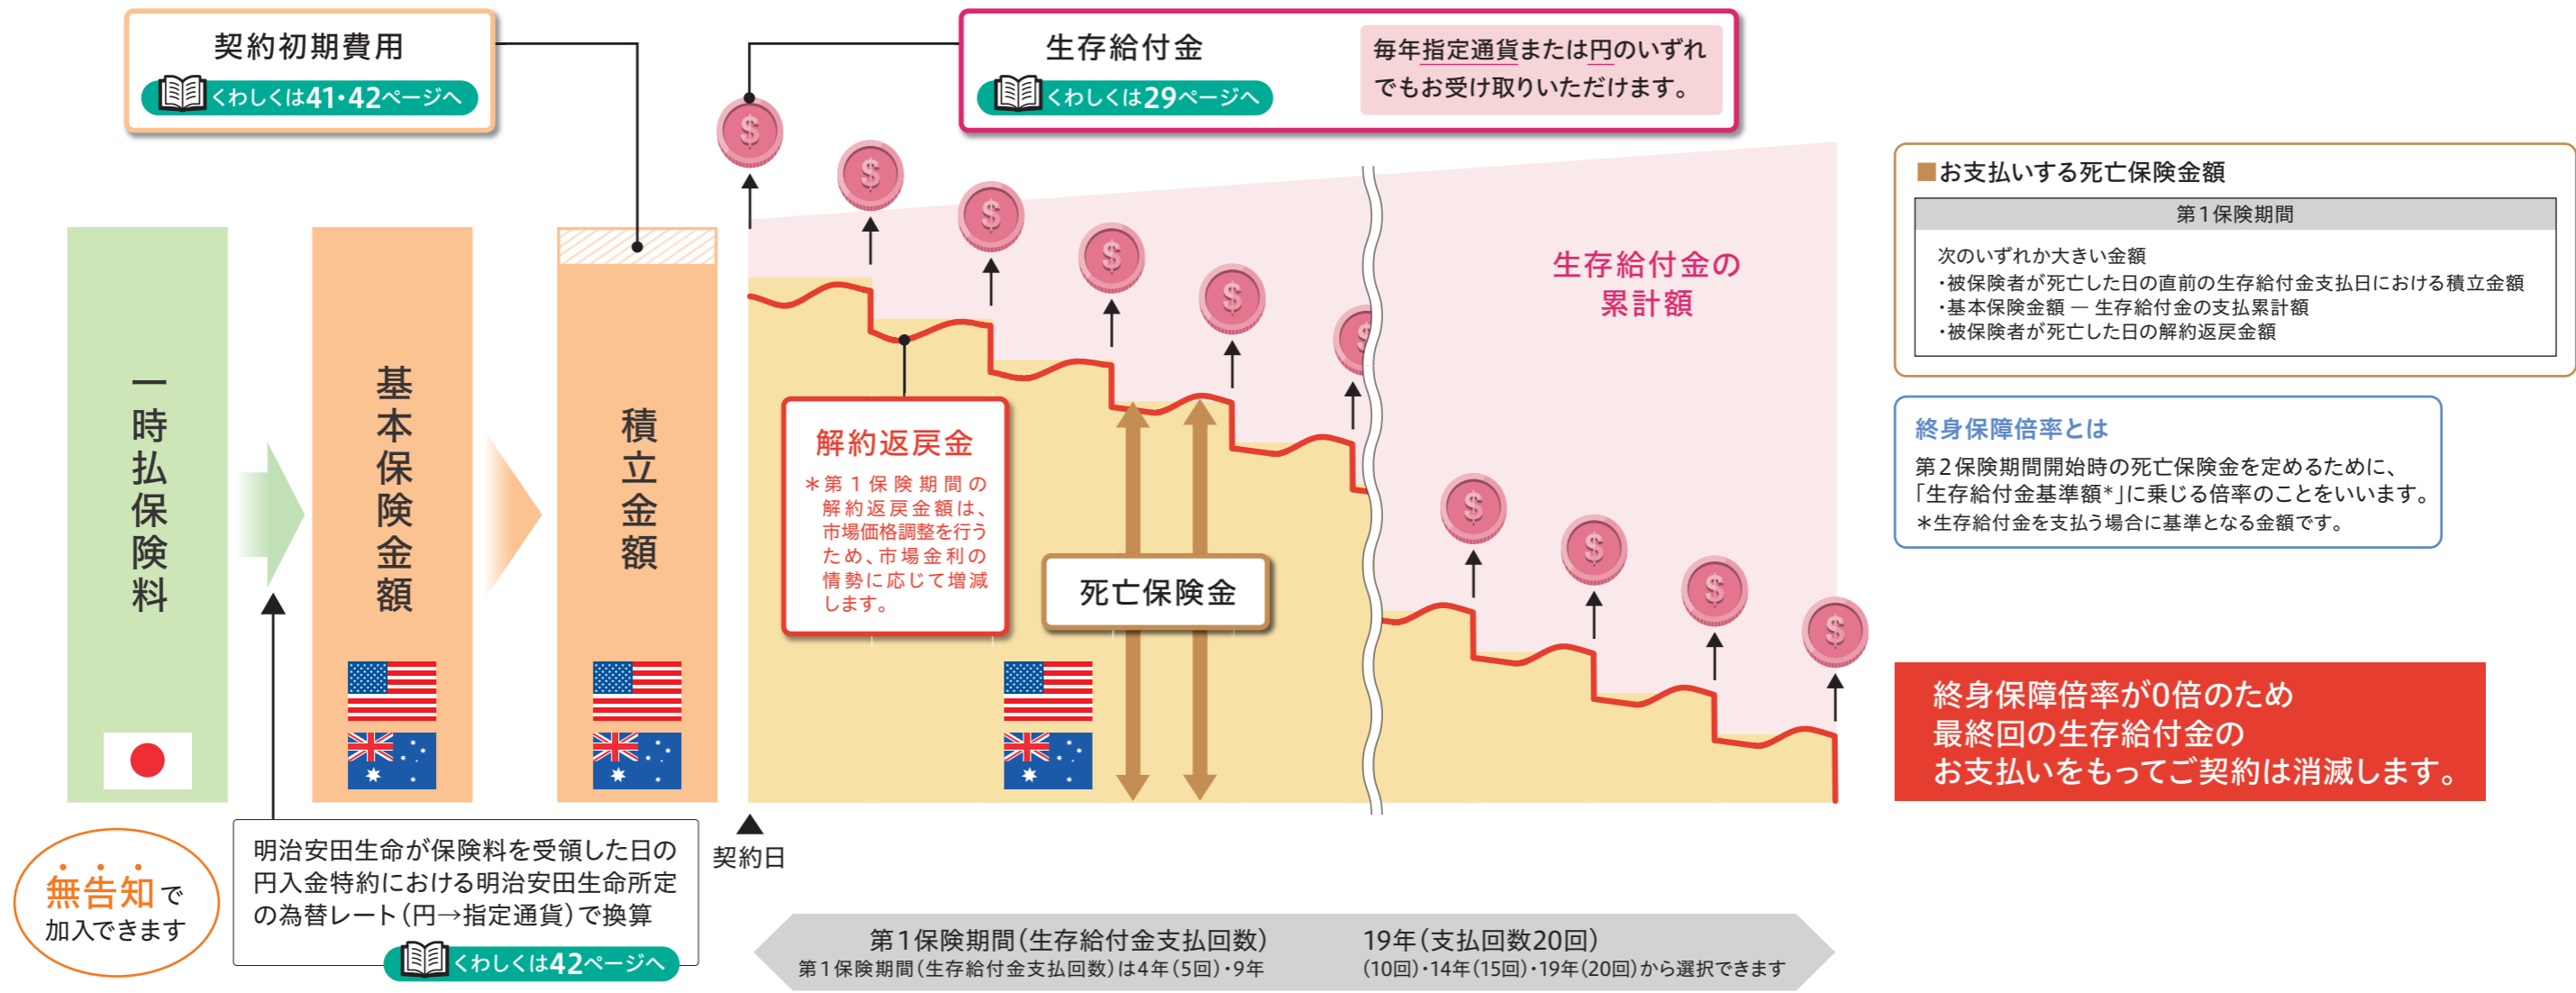 契約初期費用
くわしくは41・42ページへ
生存給付金
くわしくは29ページへ
毎年指定通貨または円のいずれ
でもお受け取りいただけます。
一時払保険料
基本保険金額
積立金額
生存給付金の
累計額
解約返戻金
＊第1保険期間の
解約返戻金額は、
市場価格調整を行う
ため、市場金利の
情勢に応じて増減
します。
死亡保険金
■お支払いする死亡保険金額
第1保険期間
次のいずれか大きい金額
・被保険者が死亡した日の直前の生存給付金支払日における積立金額
・基本保険金額 ― 生存給付金の支払累計額
・被保険者が死亡した日の解約返戻金額
終身保障倍率とは
第2保険期間開始時の死亡保険金を定めるために、
「生存給付金基準額＊」に乗じる倍率のことをいいます。
＊生存給付金を支払う場合に基準となる金額です。
終身保障倍率が0倍のため
最終回の生存給付金の
お支払いをもってご契約は消滅します。
無告知で
加入できます
明治安田生命が保険料を受領した日の
円入金特約における明治安田生命所定
の為替レート（円→指定通貨）で換算
くわしくは42ページへ
契約日
第1保険期間（生存給付金支払回数） 19年（支払回数20回）
第1保険期間（生存給付金支払回数）は4年（5回）・9年（10回）・14年（15回）・19年（20回）から選択できます